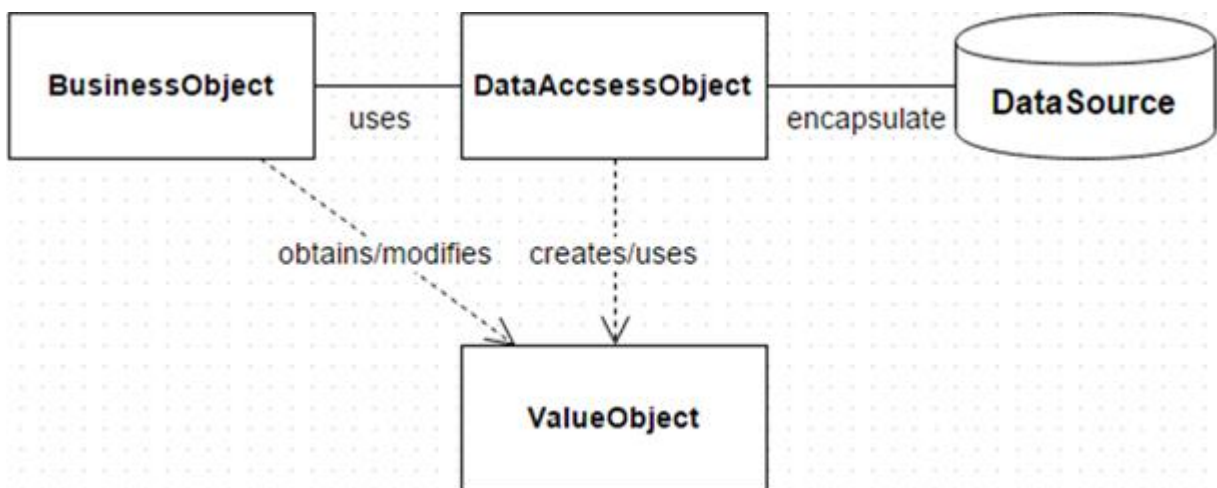 BusinessObject
DataAccsessObject
DataSource
uses
encapsulate
obtains/modifies
creates/uses
ValueObject